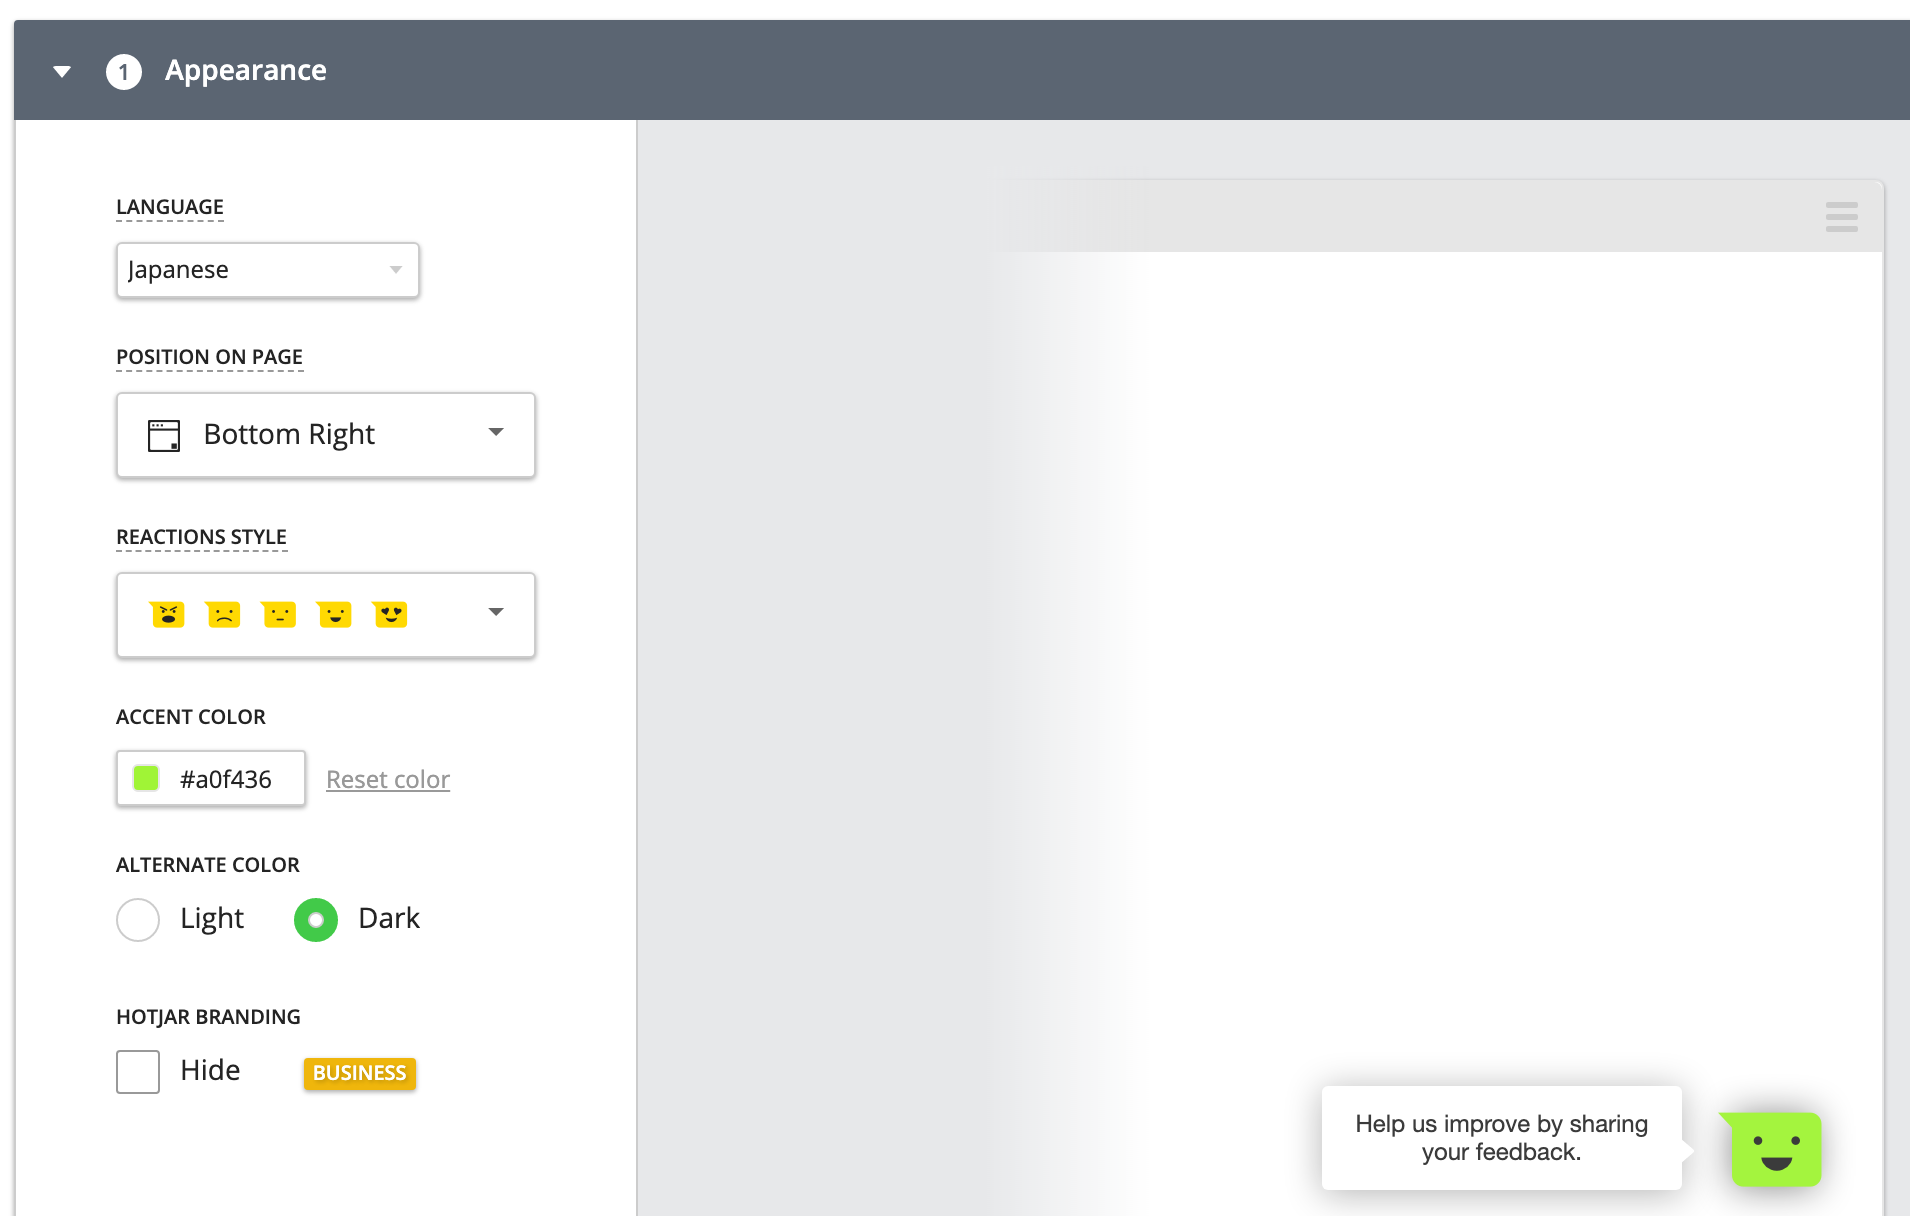 1 Appearance
LANGUAGE
Japanese
POSITION ON PAGE
Bottom Right
REACTIONS STYLE
ACCENT COLOR
#a0f436 Reset color
ALTERNATE COLOR
Light Dark
HOTJAR BRANDING
Hide BUSINESS
Help us improve by sharing
your feedback.